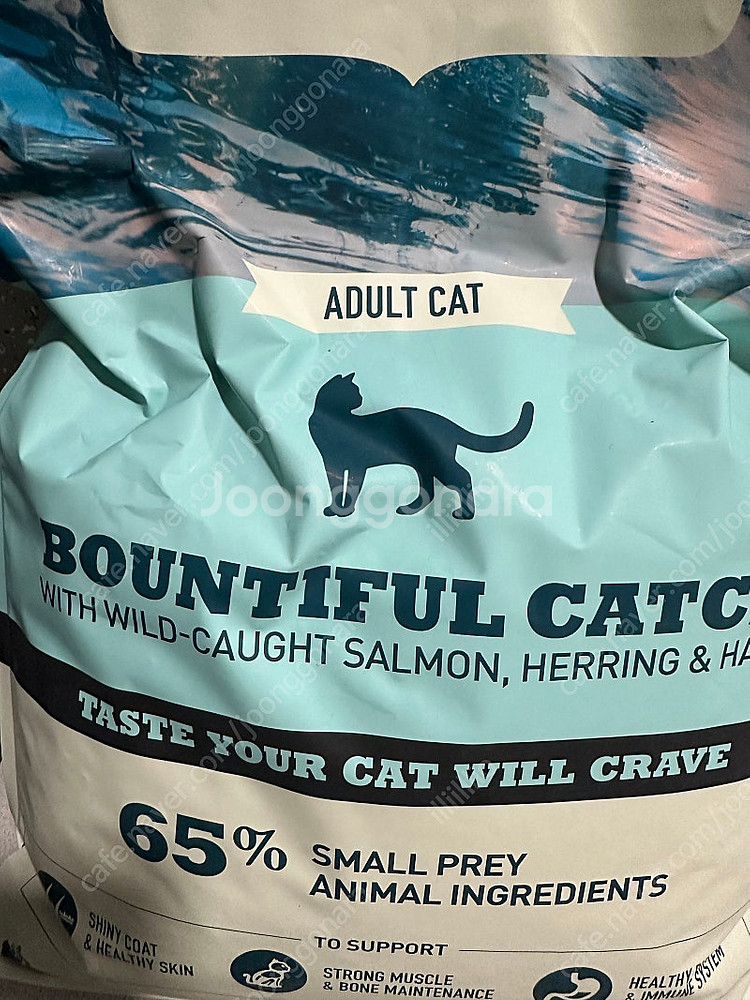 ADULT CAT
Joonggonara
BOUNTIFUL CATC
WITH WILD-CAUGHT SALMON, HERRING & HA
TASTE YOUR CAT WILL CRAVE
65% SMALL PREY
ANIMAL INGREDIENTS
TO SUPPORT
SHINY COAT
& HEALTHY SKIN
STRONG MUSCLE
& BONE MAINTENANCE
HEALTHY
& IMMUNE SYSTEM